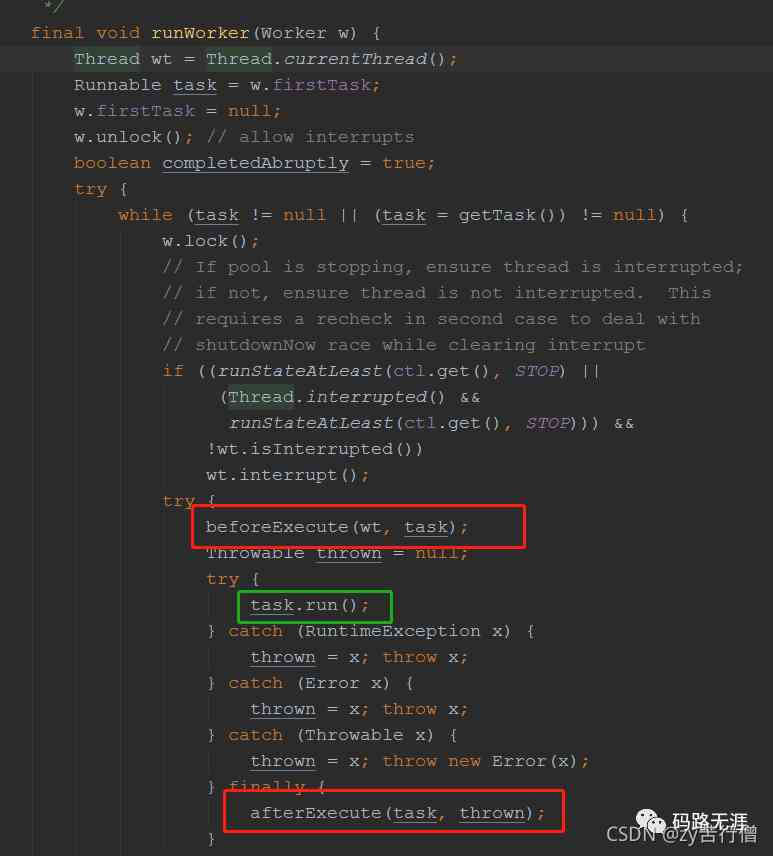 */
final void runWorker(Worker w) {
Thread wt = Thread.currentThread();
Runnable task = w.firstTask;
w.firstTask = null;
w.unlock(); // allow interrupts
boolean completedAbruptly = true;
try {
while (task != null || (task = getTask()) != null) {
w.lock();
// If pool is stopping, ensure thread is interrupted;
// if not, ensure thread is not interrupted.  This
// requires a recheck in second case to deal with
// shutdownNow race while clearing interrupt
if ((runStateAtLeast(ctl.get(), STOP) ||
(Thread.interrupted() &&
runStateAtLeast(ctl.get(), STOP))) &&
!wt.isInterrupted())
wt.interrupt();
try {
beforeExecute(wt, task);
Throwable thrown = null;
try {
task.run();
} catch (RuntimeException x) {
thrown = x; throw x;
} catch (Error x) {
thrown = x; throw x;
} catch (Throwable x) {
thrown = x; throw new Error(x);
} finally {
afterExecute(task, thrown);
}
码路无涯
CSDN @zy苦行僧